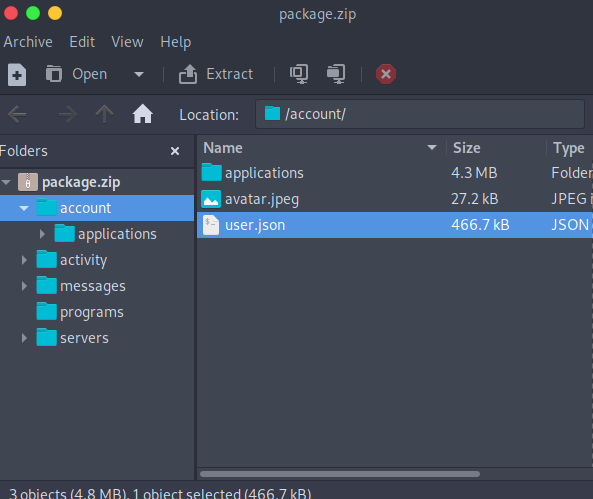 package.zip
Archive Edit View Help
Open Extract
Location: /account/
Folders ×
package.zip
account
applications
activity
messages
programs
servers
Name Size Type
applications 4.3 MB Folder
avatar.jpeg 27.2 kB JPEG i
user.json 466.7 kB JSON
3 objects (4.8 MB), 1 object selected (466.7 kB)